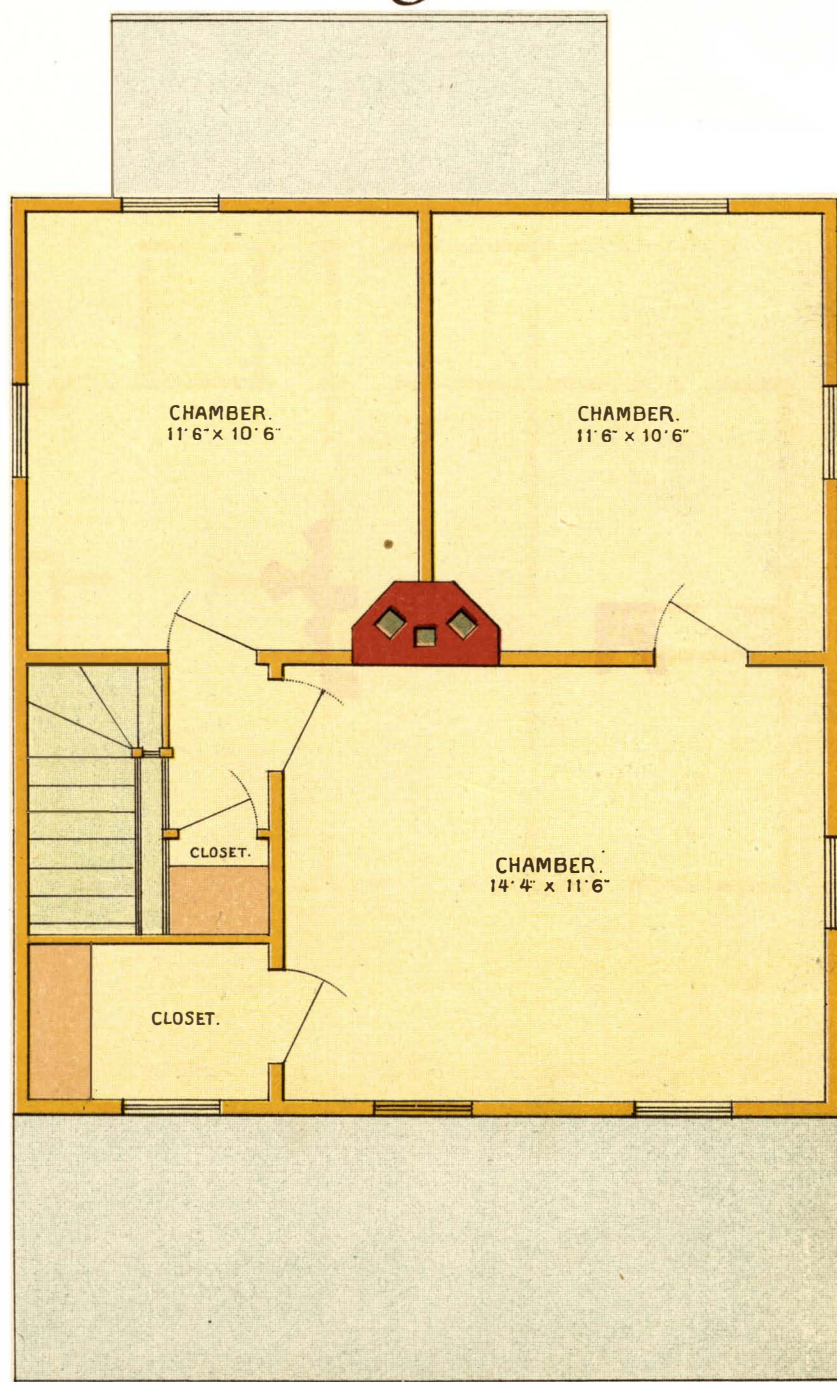 CHAMBER.
11'6" x 10'6"
CHAMBER.
11'6" x 10'6"
CLOSET.
CHAMBER.
14'4" x 11'6"
CLOSET.